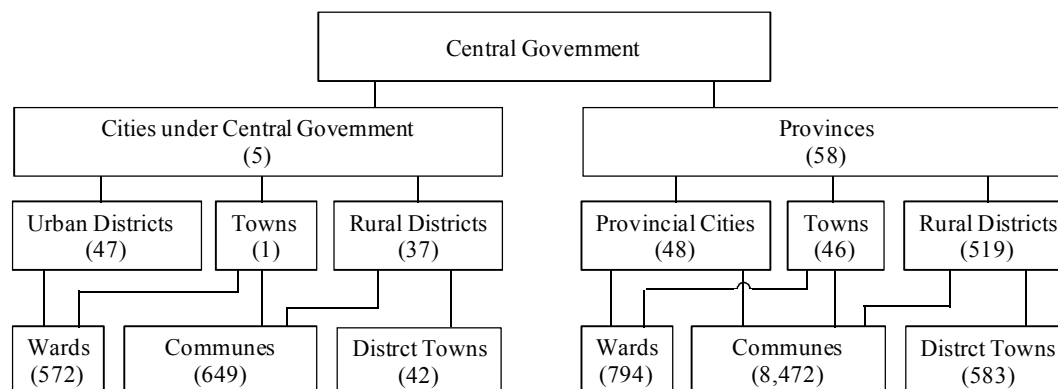 Central Government
Cities under Central Government
(5)
Provinces
(58)
Urban Districts
(47)
Towns
(1)
Rural Districts
(37)
Provincial Cities
(48)
Towns
(46)
Rural Districts
(519)
Wards
(572)
Communes
(649)
Distrct Towns
(42)
Wards
(794)
Communes
(8,472)
Distrct Towns
(583)